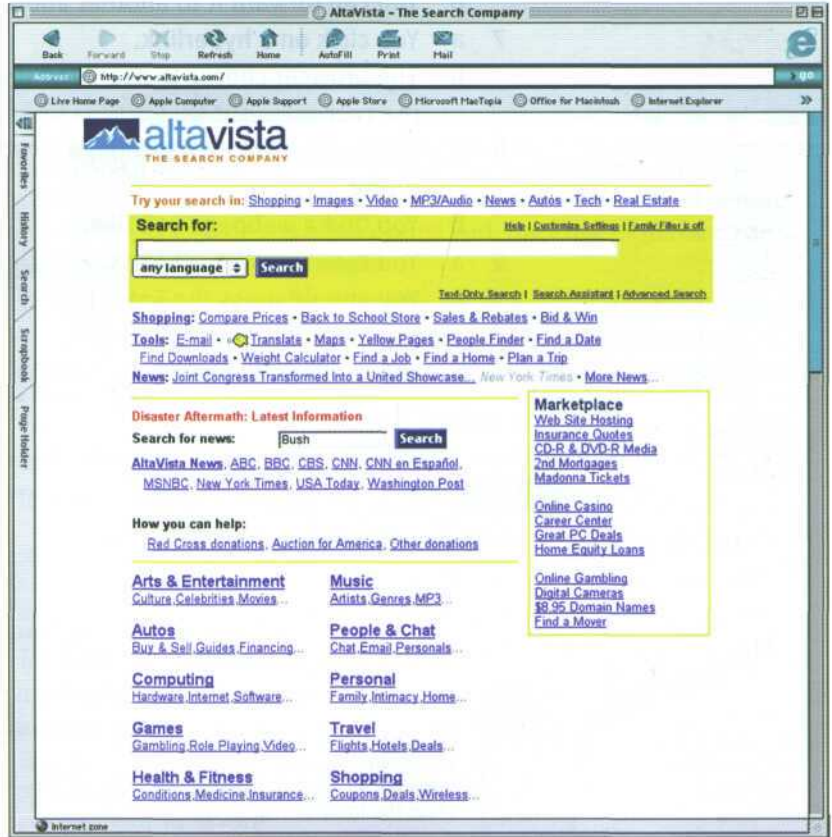 AltaVista - The Search Company
Back Forward Stop Refresh Home AutoFill Print Mail
Address: http://www.altavista.com/ go
Live Home Page Apple Computer Apple Support Apple Store Microsoft MacTopia Office for Macintosh Internet Explorer
Favorites
History
Search
Scrapbook
Page Holder
altavista
THE SEARCH COMPANY
Try your search in: Shopping • Images • Video • MP3/Audio • News • Autos • Tech • Real Estate
Search for: Help | Customize Settings | Family Filter is off
any language Search
Text-Only Search | Search Assistant | Advanced Search
Shopping: Compare Prices • Back to School Store • Sales & Rebates • Bid & Win
Tools: E-mail • Translate • Maps • Yellow Pages • People Finder • Find a Date
Find Downloads • Weight Calculator • Find a Job • Find a Home • Plan a Trip
News: Joint Congress Transformed Into a United Showcase... New York Times • More News...
Disaster Aftermath: Latest Information
Search for news: Bush Search
AltaVista News, ABC, BBC, CBS, CNN, CNN en Español,
MSNBC, New York Times, USA Today, Washington Post
How you can help:
Red Cross donations, Auction for America, Other donations
Marketplace
Web Site Hosting
Insurance Quotes
CD-R & DVD-R Media
2nd Mortgages
Madonna Tickets
Online Casino
Career Center
Great PC Deals
Home Equity Loans
Online Gambling
Digital Cameras
$8.95 Domain Names
Find a Mover
Arts & Entertainment
Culture,Celebrities,Movies...
Music
Artists,Genres,MP3...
Autos
Buy & Sell,Guides,Financing...
People & Chat
Chat,Email,Personals...
Computing
Hardware,Internet,Software...
Personal
Family,Intimacy,Home...
Games
Gambling,Role Playing,Video...
Travel
Flights,Hotels,Deals...
Health & Fitness
Conditions,Medicine,Insurance...
Shopping
Coupons,Deals,Wireless...
Internet zone